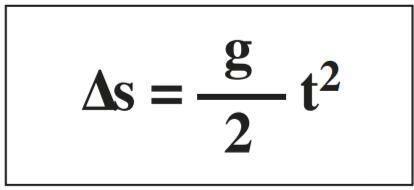 Δs = g/2 t²